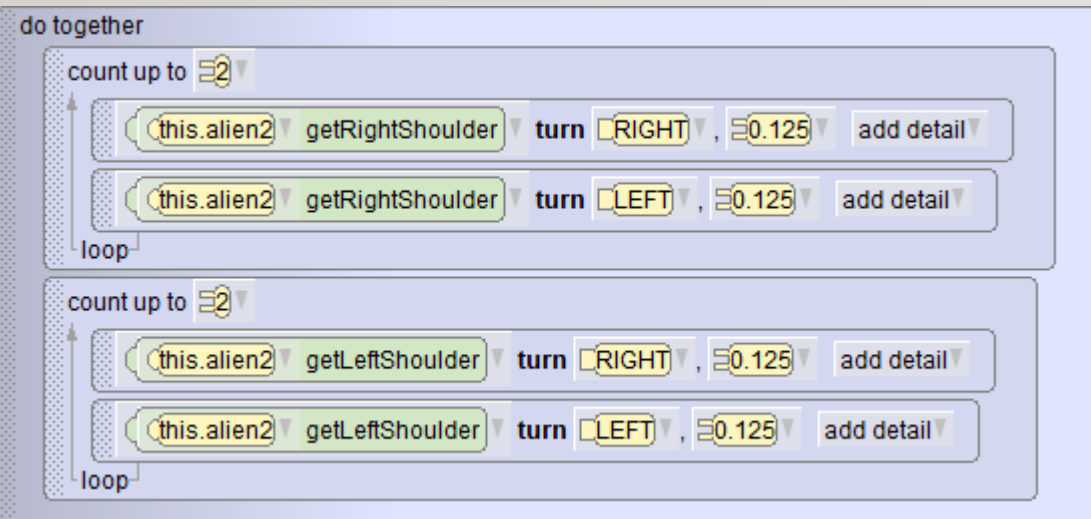 do together
count up to 2
this.alien2 getRightShoulder turn RIGHT , 0.125 add detail
this.alien2 getRightShoulder turn LEFT , 0.125 add detail
loop
count up to 2
this.alien2 getLeftShoulder turn RIGHT , 0.125 add detail
this.alien2 getLeftShoulder turn LEFT , 0.125 add detail
loop